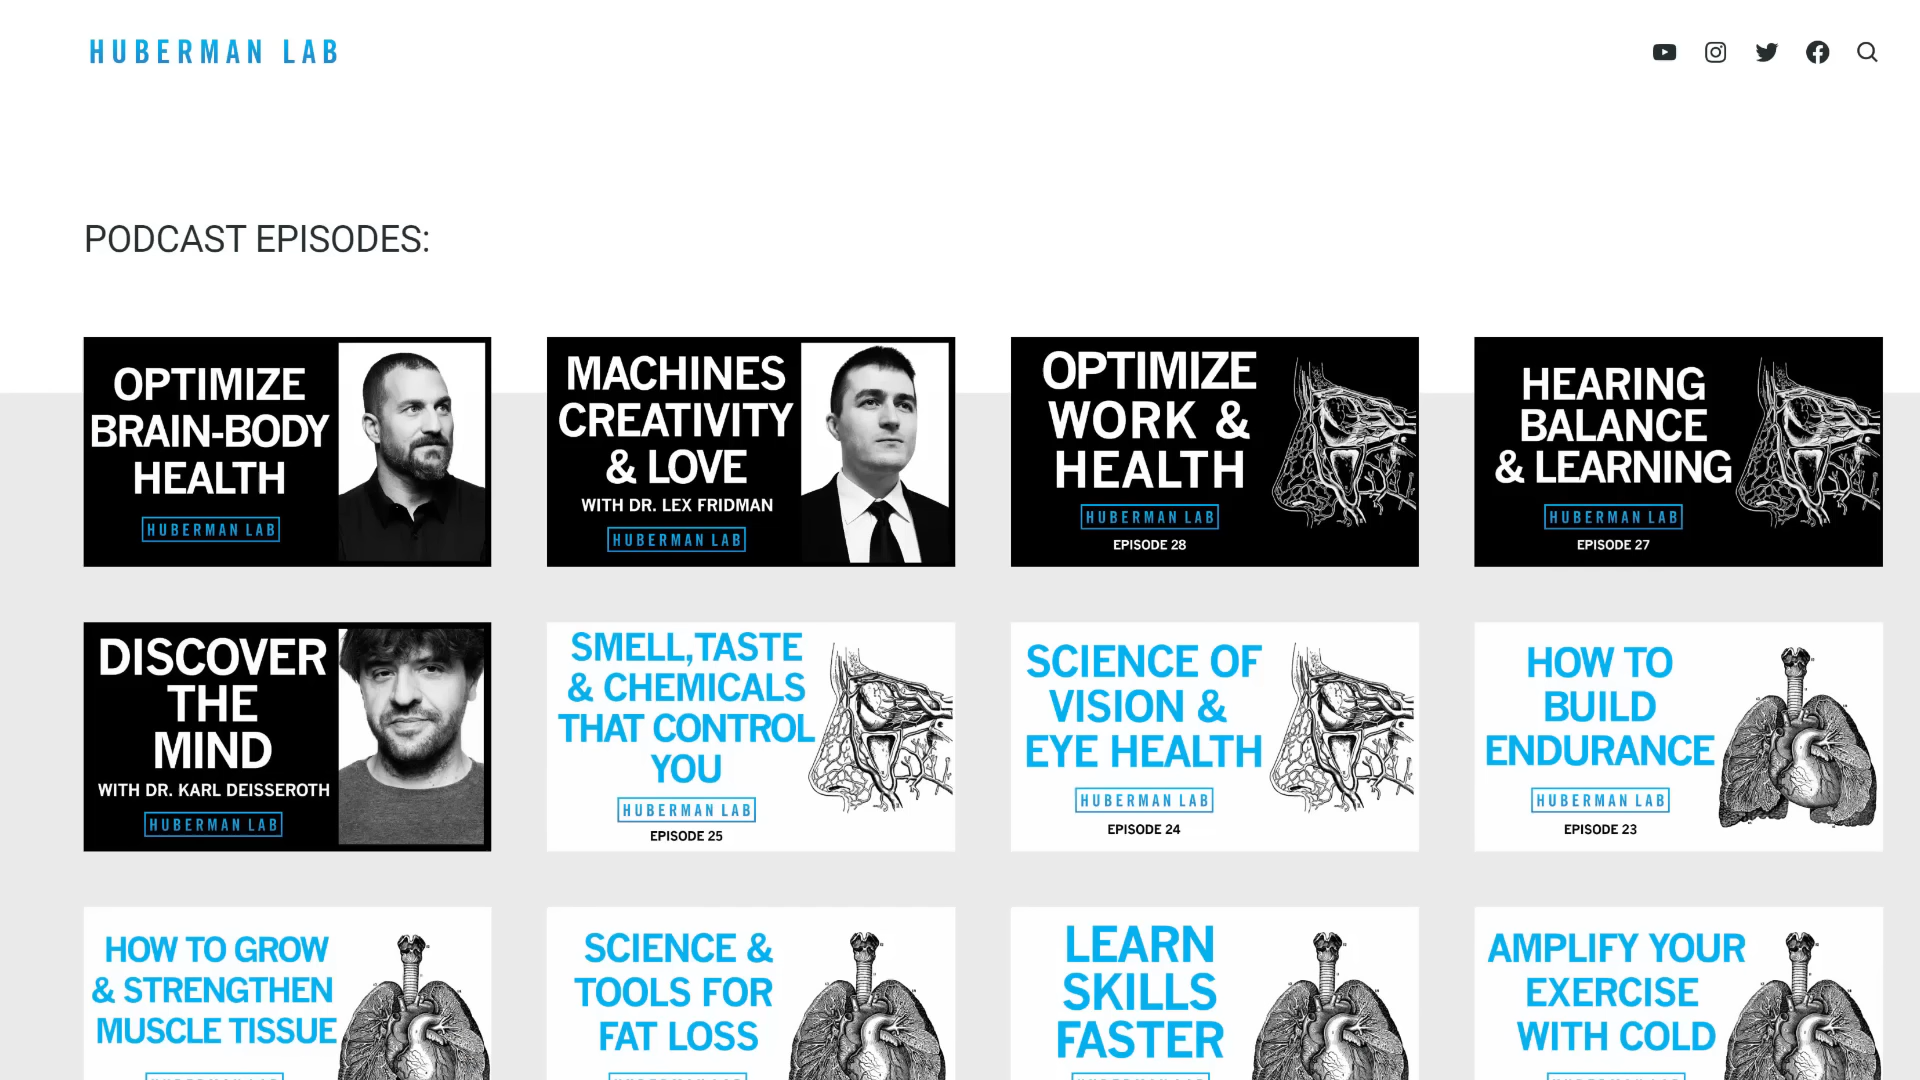 HUBERMAN LAB
PODCAST EPISODES:
OPTIMIZE
BRAIN-BODY
HEALTH
HUBERMAN LAB
MACHINES
CREATIVITY
& LOVE
WITH DR. LEX FRIDMAN
HUBERMAN LAB
OPTIMIZE
WORK &
HEALTH
HUBERMAN LAB
EPISODE 28
HEARING
BALANCE
& LEARNING
HUBERMAN LAB
EPISODE 27
DISCOVER
THE
MIND
WITH DR. KARL DEISSEROTH
HUBERMAN LAB
SMELL,TASTE
& CHEMICALS
THAT CONTROL
YOU
HUBERMAN LAB
EPISODE 25
SCIENCE OF
VISION &
EYE HEALTH
HUBERMAN LAB
EPISODE 24
HOW TO
BUILD
ENDURANCE
HUBERMAN LAB
EPISODE 23
HOW TO GROW
& STRENGTHEN
MUSCLE TISSUE
SCIENCE &
TOOLS FOR
FAT LOSS
LEARN
SKILLS
FASTER
AMPLIFY YOUR
EXERCISE
WITH COLD